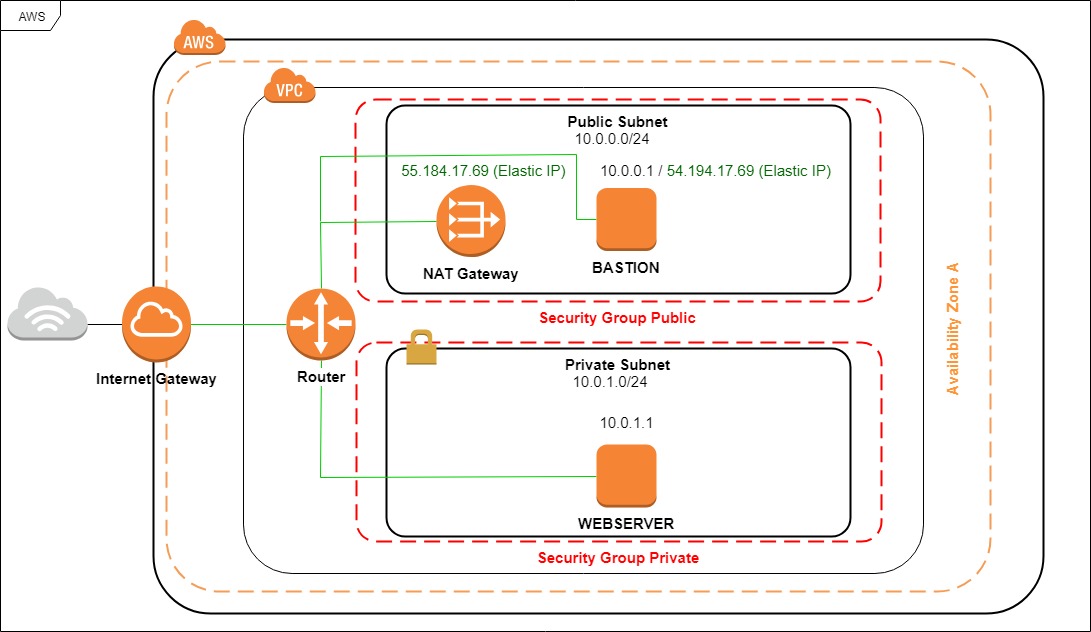 AWS
AWS
VPC
Public Subnet
10.0.0.0/24
55.184.17.69 (Elastic IP)
10.0.0.1 / 54.194.17.69 (Elastic IP)
NAT Gateway
BASTION
Security Group Public
Internet Gateway
Router
Private Subnet
10.0.1.0/24
10.0.1.1
WEBSERVER
Security Group Private
Availability Zone A